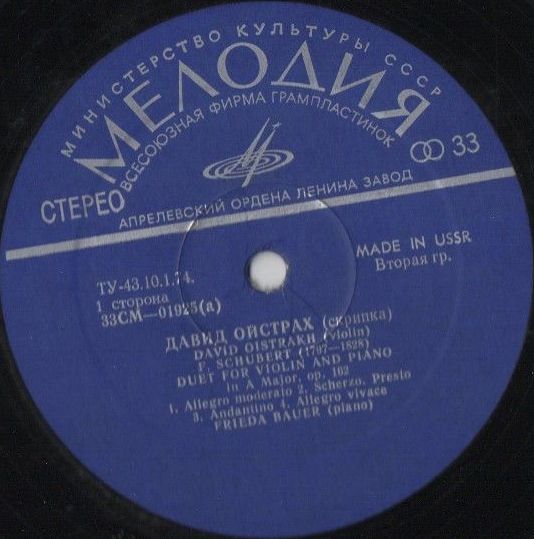 МИНИСТЕРСТВО КУЛЬТУРЫ СССР
МЕЛОДИЯ
ВСЕСОЮЗНАЯ ФИРМА ГРАМПЛАСТИНОК
33
СТЕРЕО
АПРЕЛЕВСКИЙ ОРДЕНА ЛЕНИНА ЗАВОД
MADE IN USSR
Вторая гр.
ТУ-43.10.1.74.
1 сторона
33СМ—01925(а)
ДАВИД ОЙСТРАХ (скрипка)
DAVID OISTRAKH (violin)
F. SCHUBERT (1797—1828)
DUET FOR VIOLIN AND PIANO
in A Major, op. 162
1. Allegro moderato 2. Scherzo, Presto
3. Andantino 4. Allegro vivace
FRIEDA BAUER (piano)